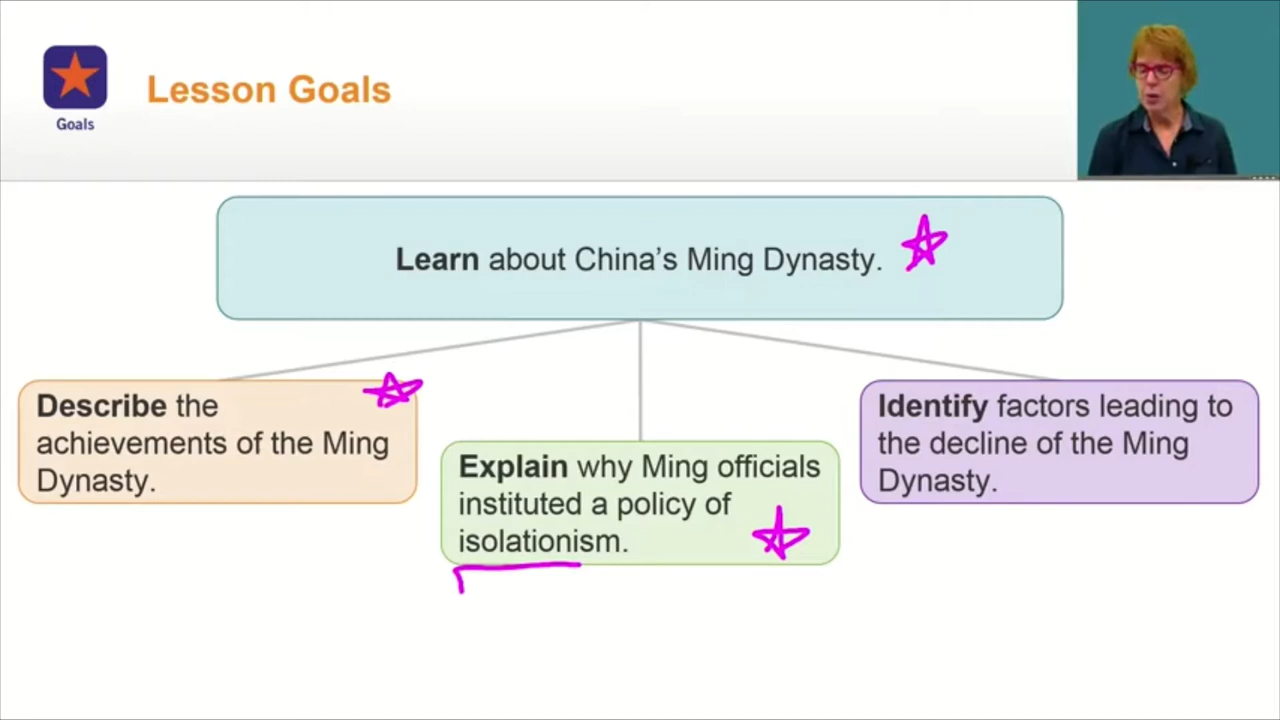 Lesson Goals
Goals
Learn about China’s Ming Dynasty.
Describe the
achievements of the Ming
Dynasty.
Explain why Ming officials
instituted a policy of
isolationism.
Identify factors leading to
the decline of the Ming
Dynasty.